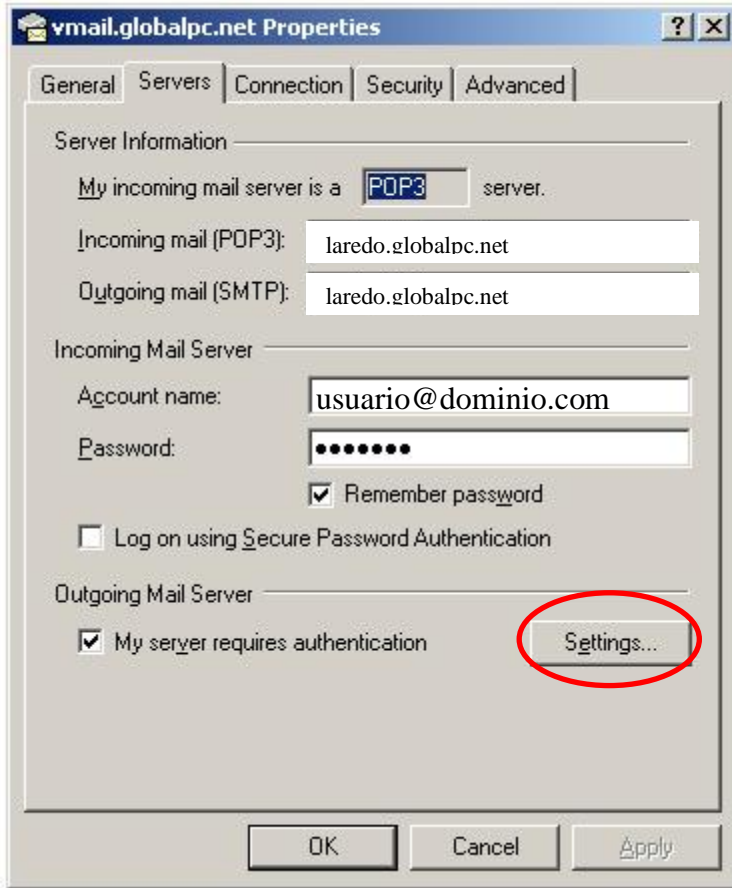 vmail.globalpc.net Properties
General Servers Connection Security Advanced
Server Information
My incoming mail server is a POP3 server.
Incoming mail (POP3): laredo.globalpc.net
Outgoing mail (SMTP): laredo.globalpc.net
Incoming Mail Server
Account name: usuario@dominio.com
Password: •••••••
Remember password
Log on using Secure Password Authentication
Outgoing Mail Server
My server requires authentication Settings...
OK Cancel Apply